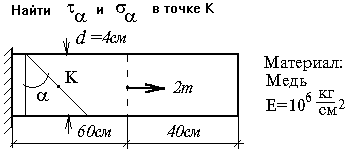 Найти τα и σα в точке K
d =4см
K
α
2т
60см
40см
Материал:
Медь
E=10⁶ кг/см²